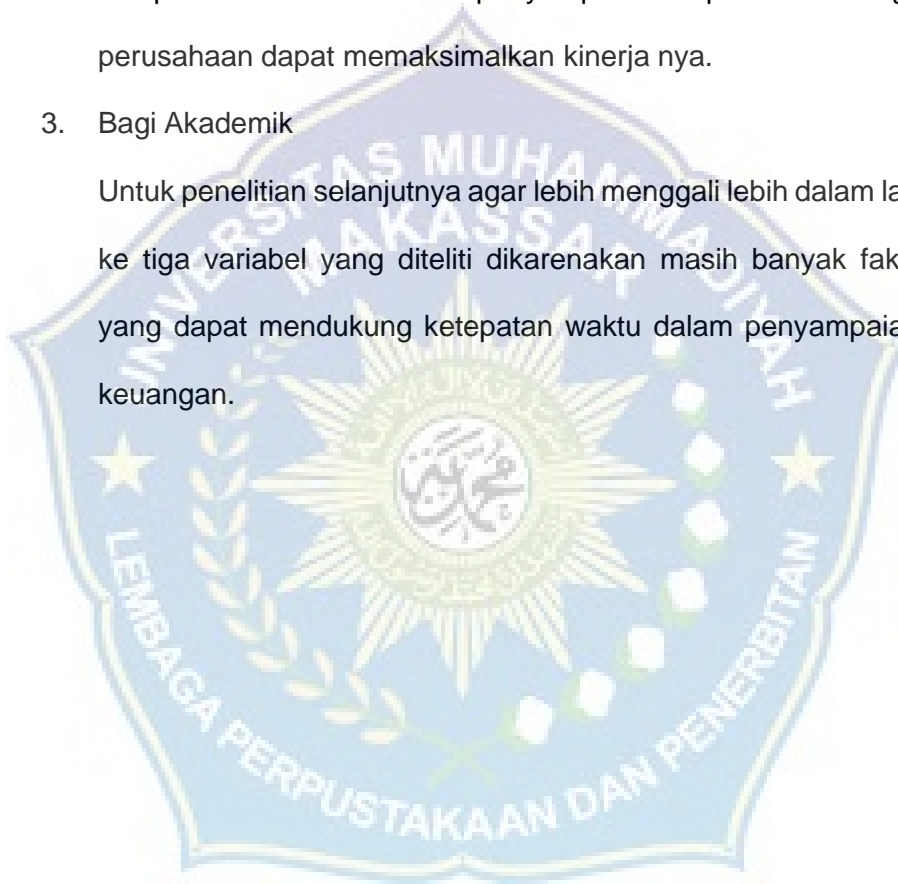 perusahaan dapat memaksimalkan kinerja nya.
3. Bagi Akademik
Untuk penelitian selanjutnya agar lebih menggali lebih dalam
ke tiga variabel yang diteliti dikarenakan masih banyak
yang dapat mendukung ketepatan waktu dalam
keuangan.
UNIVERSITAS MUHAMMADIYAH
MAKASSAR
LEMBAGA PERPUSTAKAAN DAN PENERBITAN